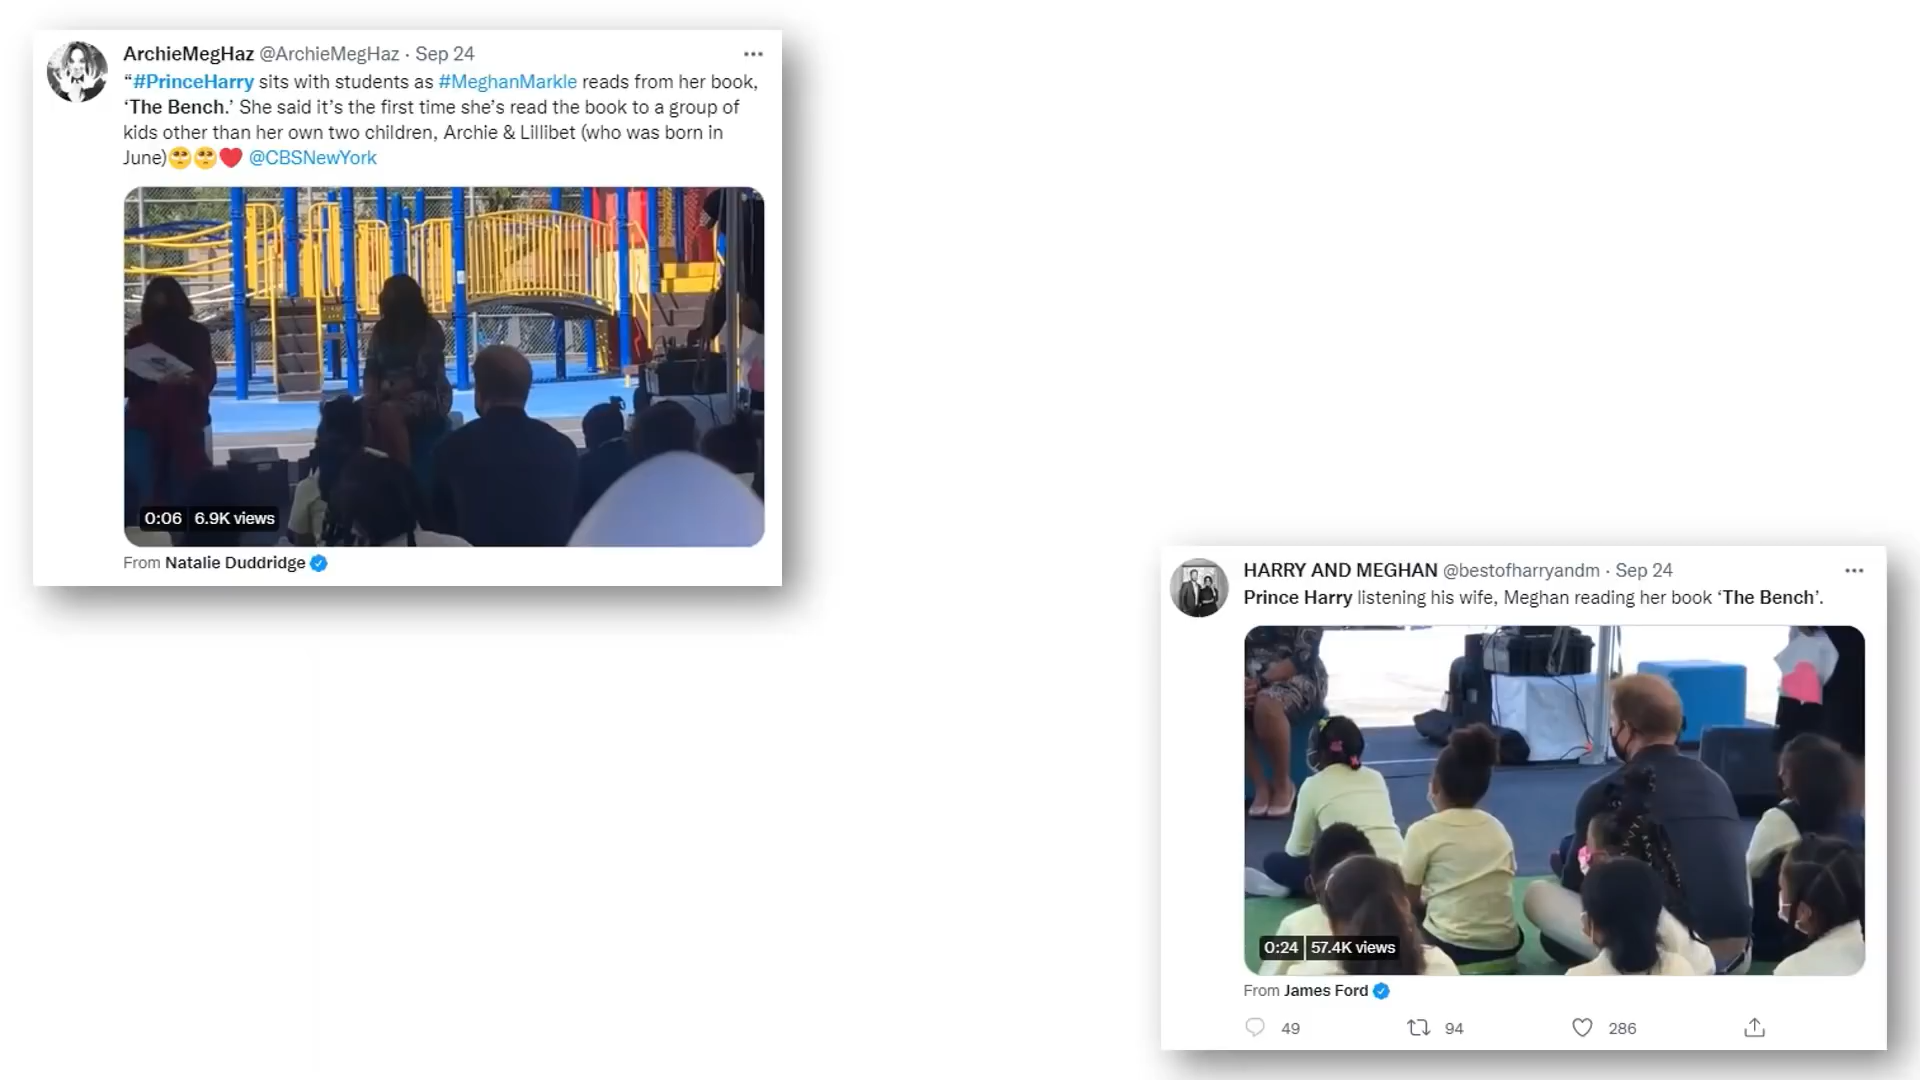 ArchieMegHaz @ArchieMegHaz · Sep 24
“#PrinceHarry sits with students as #MeghanMarkle reads from her book,
‘The Bench.’ She said it’s the first time she’s read the book to a group of
kids other than her own two children, Archie & Lillibet (who was born in
June)🥺🥺❤️ @CBSNewYork
0:06 6.9K views
From Natalie Duddridge
HARRY AND MEGHAN @bestofharryandm · Sep 24
Prince Harry listening his wife, Meghan reading her book ‘The Bench’.
0:24 57.4K views
From James Ford
49 94 286